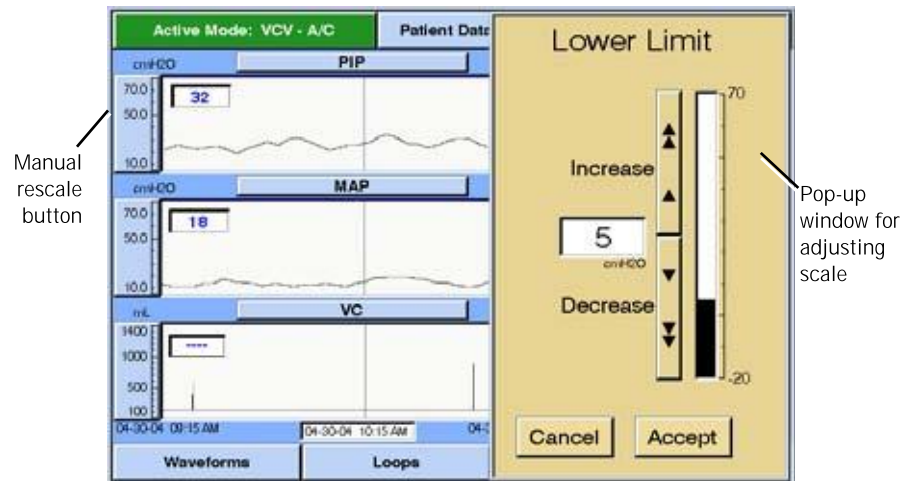 Active Mode: VCV - A/C
Patient Data
Lower Limit
cmH2O
PIP
70.0
32
50.0
10.0
Manual
rescale
button
cmH2O
MAP
70.0
18
50.0
10.0
mL
VC
1400
----
1000
500
100
04-30-04 09:15 AM
04-30-04 10:15 AM
04-3
Waveforms
Loops
70
Increase
5
cmH2O
Decrease
-20
Cancel
Accept
Pop-up
window for
adjusting
scale